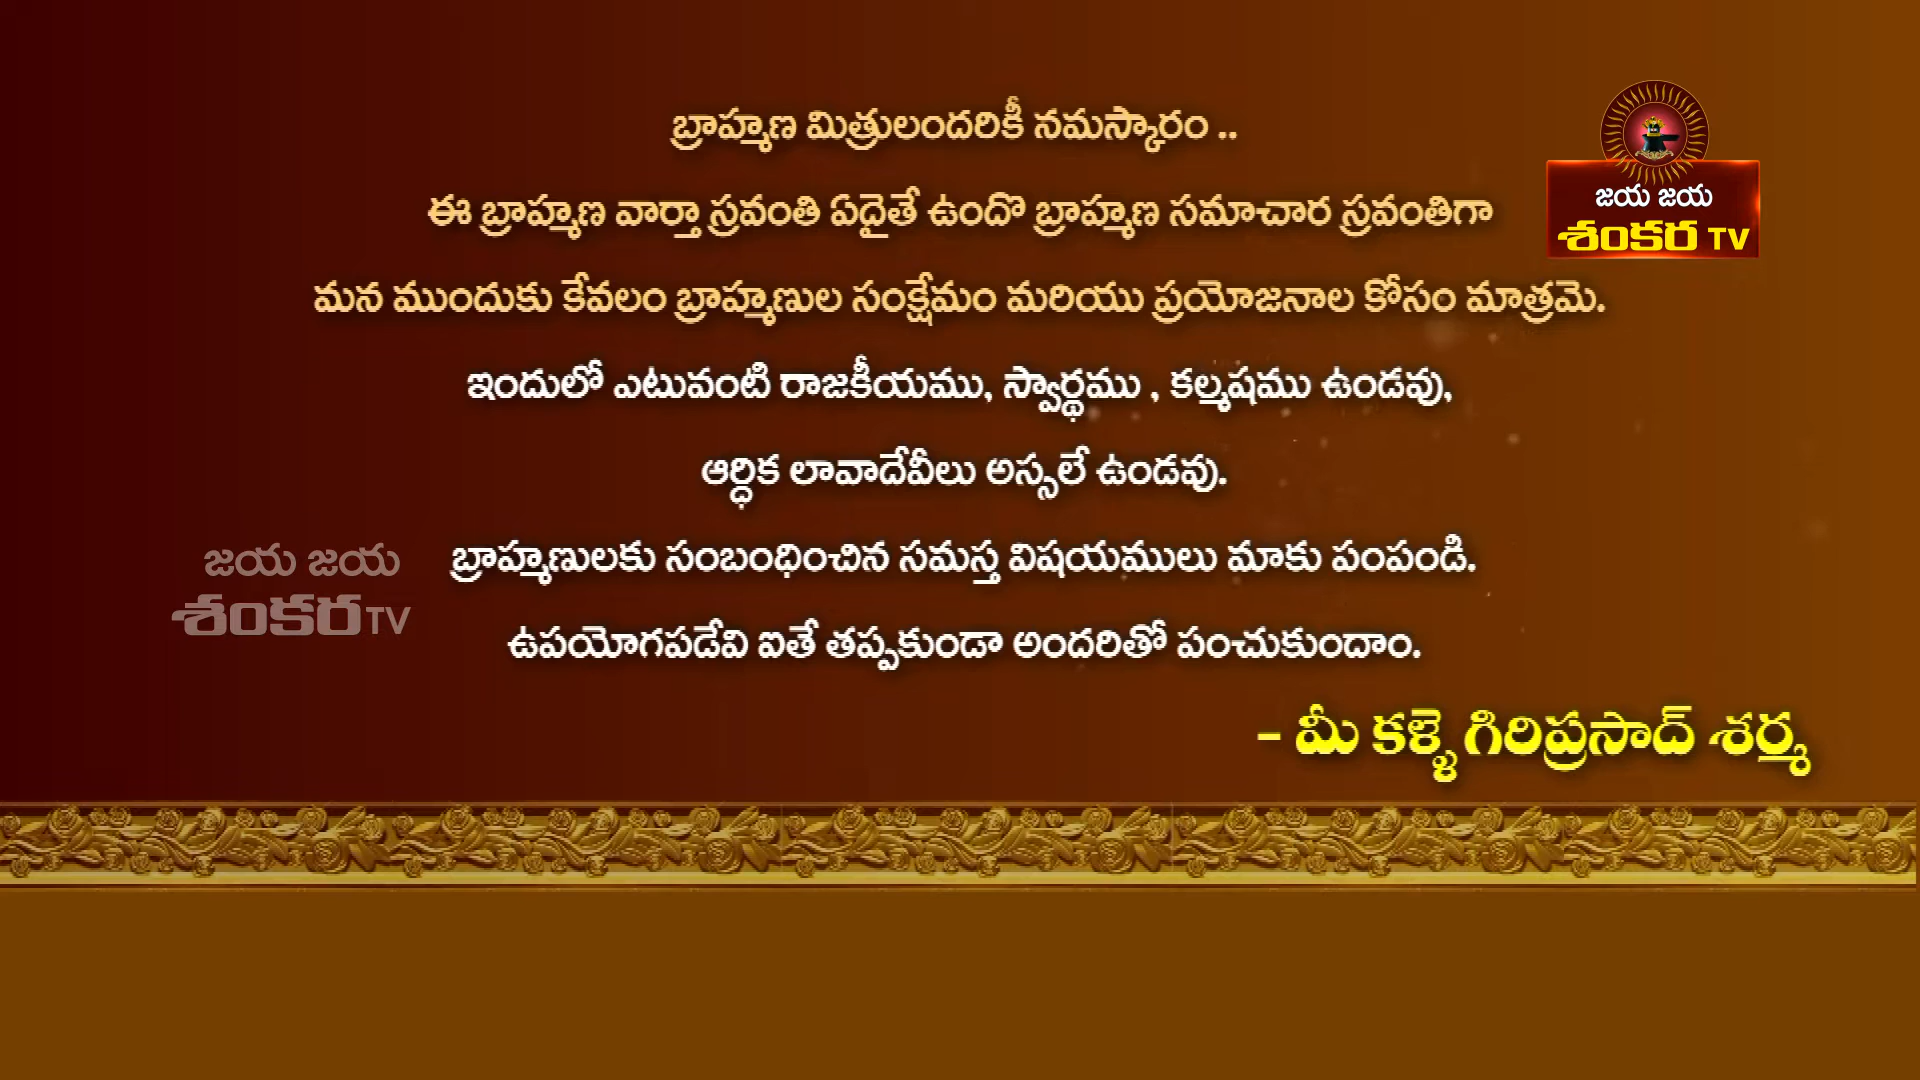 బ్రాహ్మణ మిత్రులందరికీ నమస్కారం ..
ఈ బ్రాహ్మణ వార్తా స్రవంతి ఏదైతే ఉందొ బ్రాహ్మణ సమాచార స్రవంతిగా
మన ముందుకు కేవలం బ్రాహ్మణుల సంక్షేమం మరియు ప్రయోజనాల కోసం మాత్రమె.
ఇందులో ఎటువంటి రాజకీయము, స్వార్థము , కల్మషము ఉండవు,
ఆర్ధిక లావాదేవీలు అస్సలే ఉండవు.
బ్రాహ్మణులకు సంబంధించిన సమస్త విషయములు మాకు పంపండి.
ఉపయోగపడేవి ఐతే తప్పకుండా అందరితో పంచుకుందాం.
- మీ కళ్ళె గిరిప్రసాద్ శర్మ
జయ జయ
శంకర TV
జయ జయ
శంకర TV